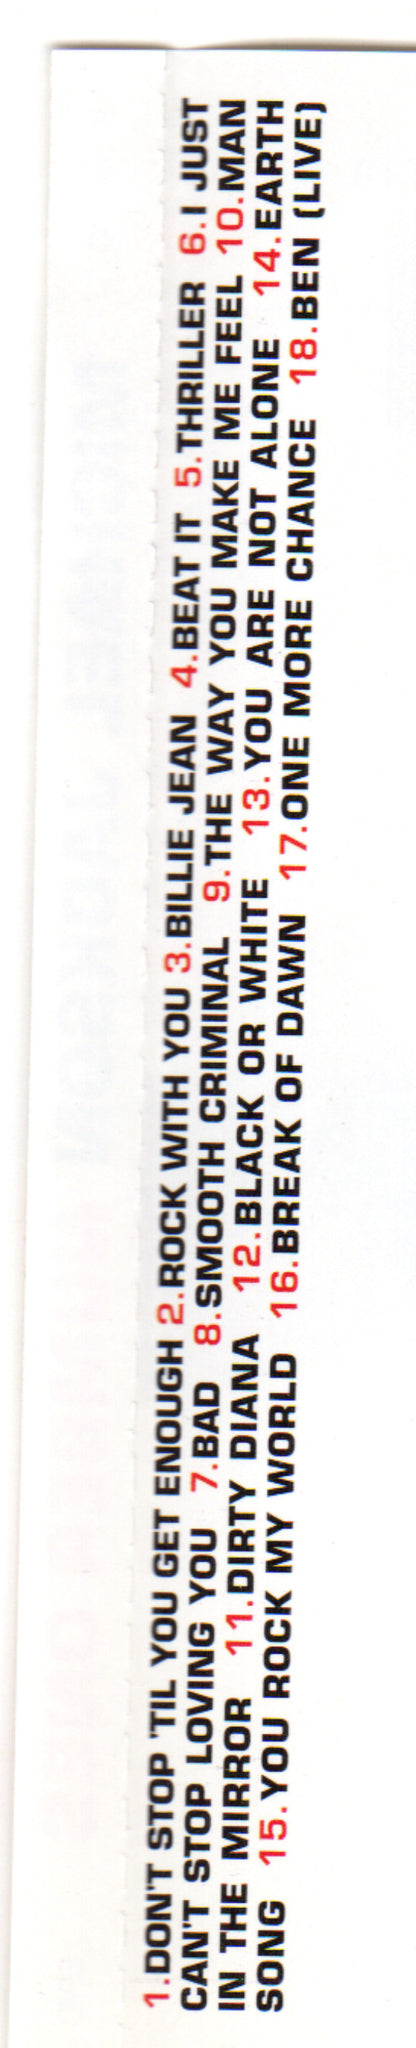 1.DON'T STOP 'TIL YOU GET ENOUGH 2.ROCK WITH YOU 3.BILLIE JEAN 4.BEAT IT 5.THRILLER 6.I JUST
CAN'T STOP LOVING YOU 7.BAD 8.SMOOTH CRIMINAL 9.THE WAY YOU MAKE ME FEEL 10.MAN
IN THE MIRROR 11.DIRTY DIANA 12.BLACK OR WHITE 13.YOU ARE NOT ALONE 14.EARTH
SONG 15.YOU ROCK MY WORLD 16.BREAK OF DAWN 17.ONE MORE CHANCE 18.BEN (LIVE)